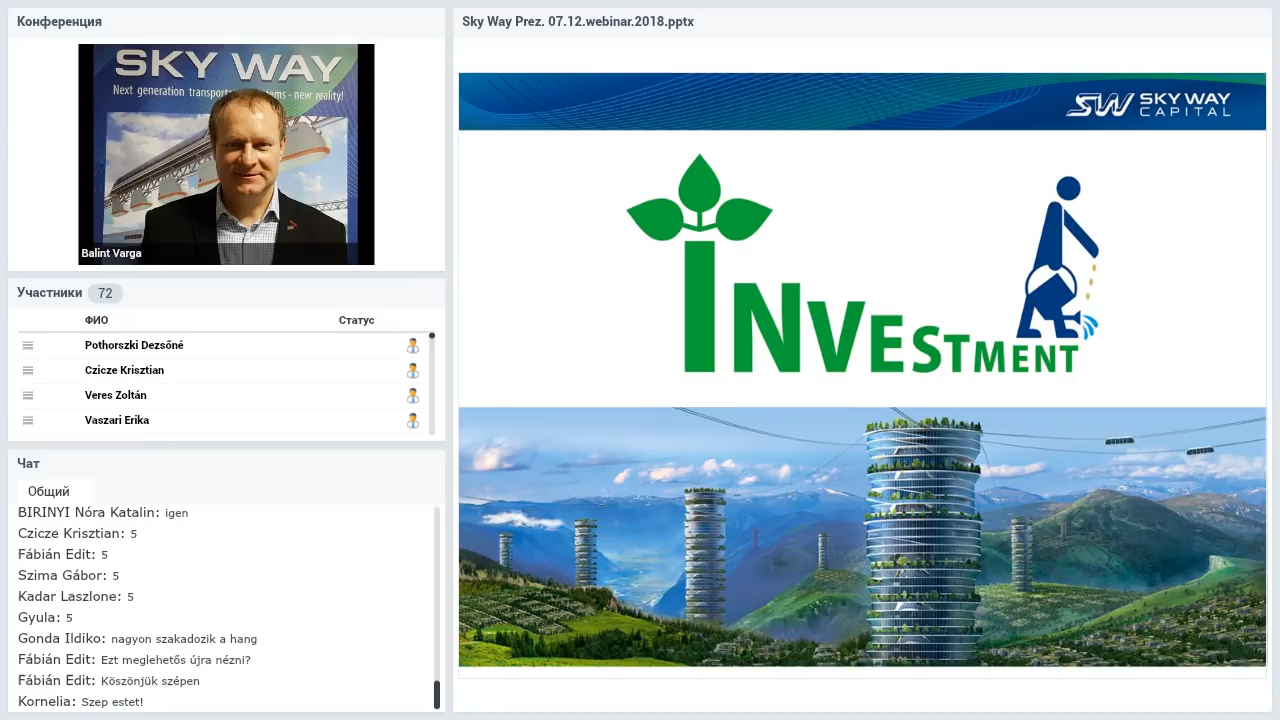 Конференция
SKY WAY
Next generation
- new reality!
Balint Varga
Участники 72
ФИО Статус
Pothorszki Dezsőné
Czicze Krisztian
Veres Zoltán
Vaszari Erika
Чат
Общий
BIRINYI Nóra Katalin: igen
Czicze Krisztian: 5
Fábián Edit: 5
Szima Gábor: 5
Kadar Laszlone: 5
Gyula: 5
Gonda Ildiko: nagyon szakadozik a hang
Fábián Edit: Ezt meglehetős újra nézni?
Fábián Edit: Köszönjük szépen
Kornelia: Szep estet!
Sky Way Prez. 07.12.webinar.2018.pptx
SW SKY WAY
CAPITAL
INVESTMENT